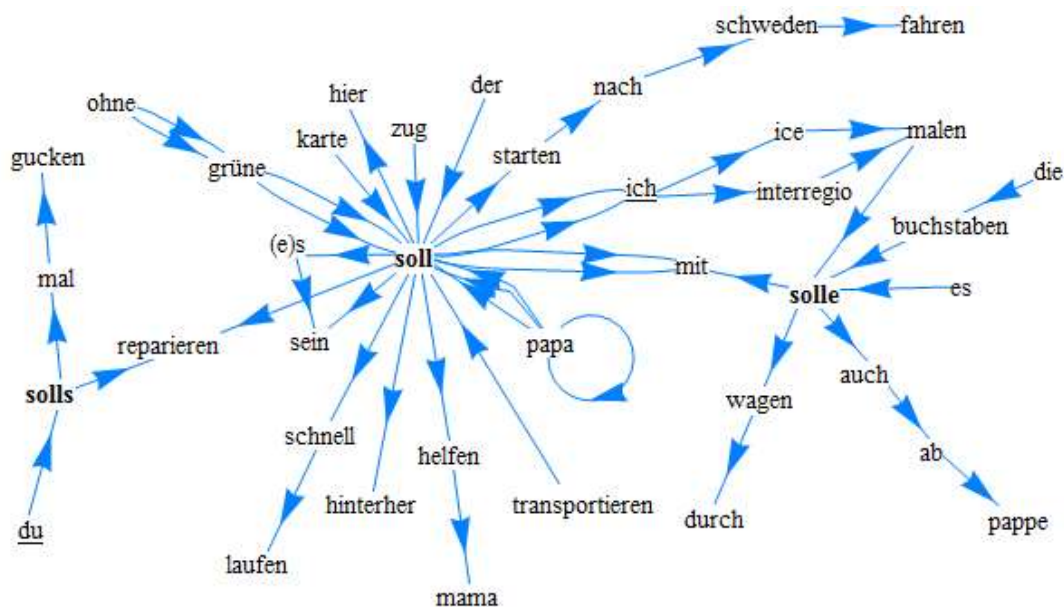 schweden
fahren
nach
der
hier
ohne
zug
ice
malen
karte
starten
gucken
grüne
die
ich
interregio
buchstaben
(e)s
soll
mit
mal
solle
es
sein
reparieren
papa
auch
solls
wagen
schnell
helfen
ab
hinterher
transportieren
durch
pappe
du
laufen
mama